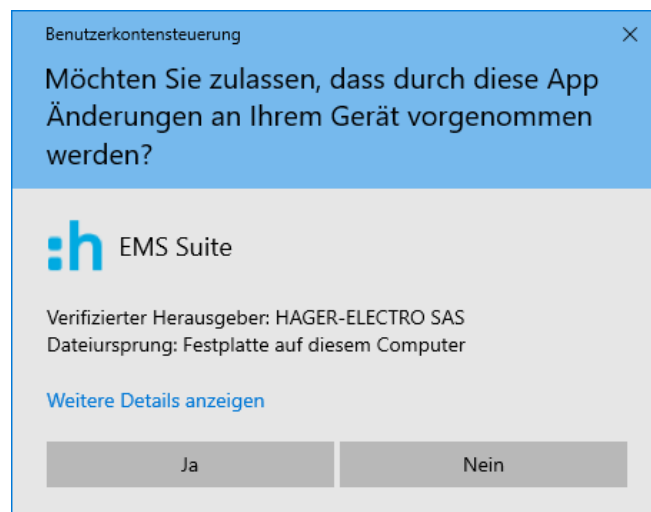 Benutzerkontensteuerung
Möchten Sie zulassen, dass durch diese App
Änderungen an Ihrem Gerät vorgenommen
werden?
:h EMS Suite
Verifizierter Herausgeber: HAGER-ELECTRO SAS
Dateiursprung: Festplatte auf diesem Computer
Weitere Details anzeigen
Ja Nein